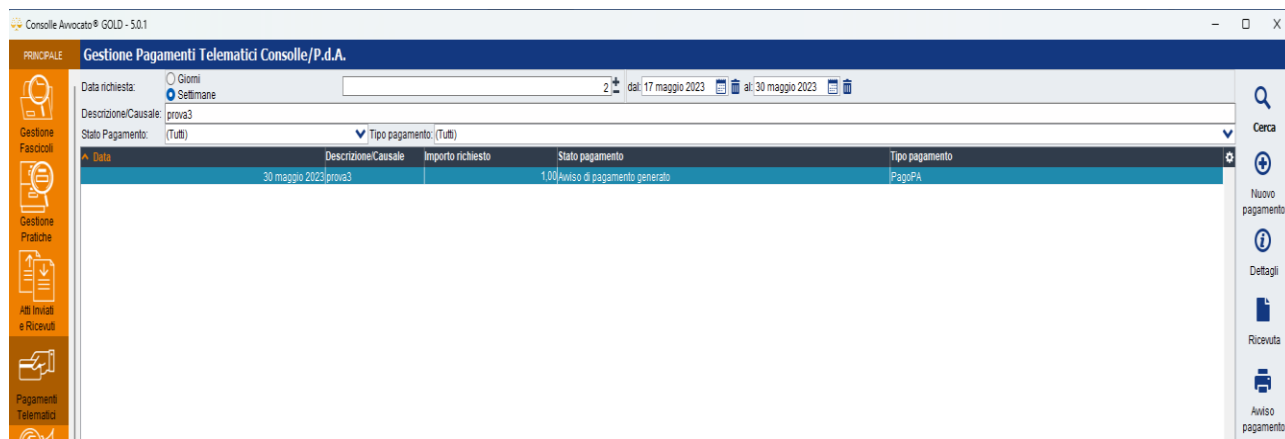 Consolle Avvocato® GOLD - 5.0.1
PRINCIPALE
Gestione Pagamenti Telematici Consolle/P.d.A.
Data richiesta:
Giorni
Settimane
2
dal: 17 maggio 2023
al: 30 maggio 2023
Descrizione/Causale: prova3
Stato Pagamento: (Tutti)
Tipo pagamento: (Tutti)
Data Descrizione/Causale Importo richiesto Stato pagamento Tipo pagamento
30 maggio 2023 prova3 1,00 Avviso di pagamento generato PagoPA
Gestione
Fascicoli
Gestione
Pratiche
Atti Inviati
e Ricevuti
Pagamenti
Telematici
Cerca
Nuovo
pagamento
Dettagli
Ricevuta
Avviso
pagamento